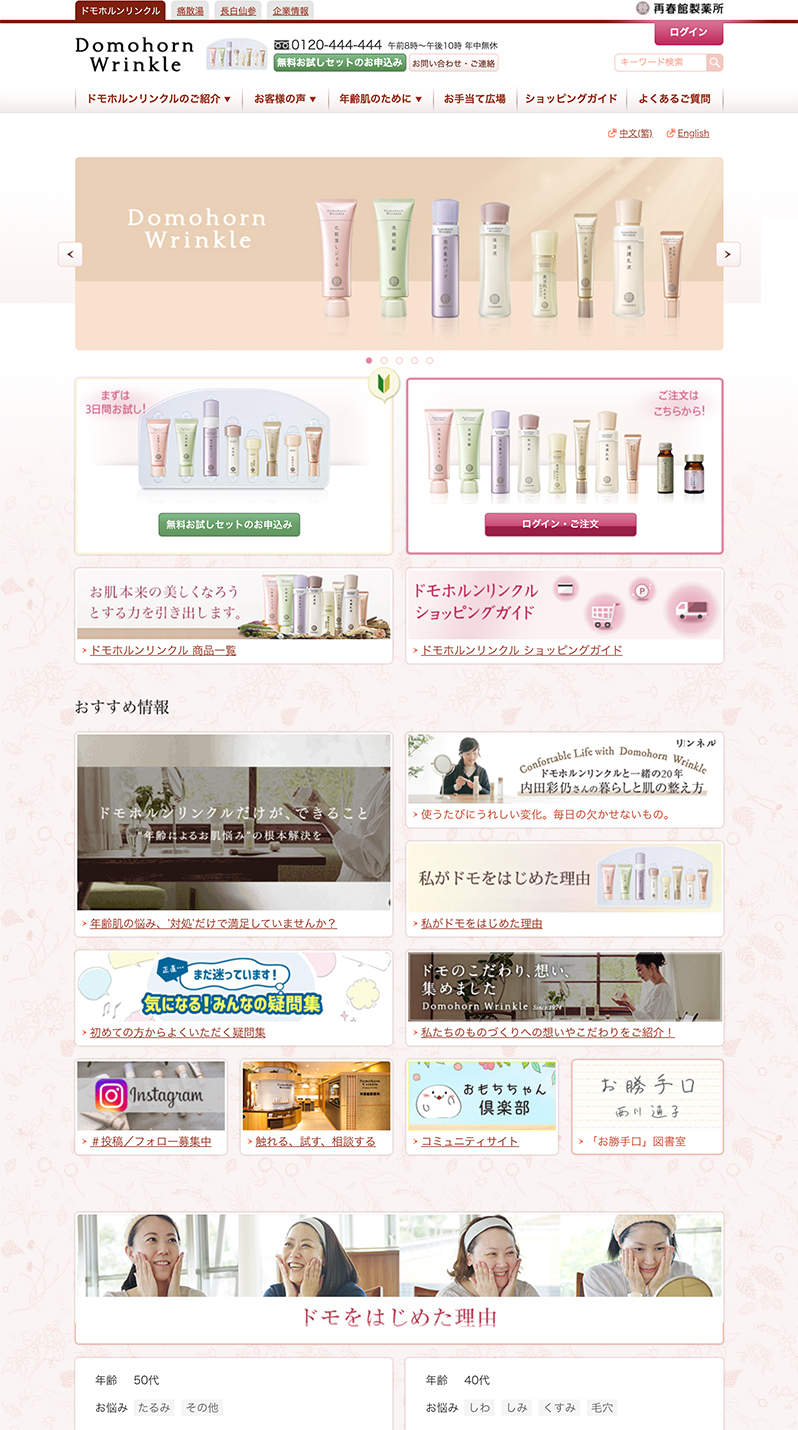 ドモホルンリンクル
痛散湯
長白仙参
企業情報
再春館製薬所
Domohorn
Wrinkle
0120-444-444 午前8時〜午後10時 年中無休
無料お試しセットのお申込み
お問い合わせ・ご連絡
ログイン
キーワード検索
ドモホルンリンクルのご紹介▼
お客様の声▼
年齢肌のために▼
お手当て広場
ショッピングガイド
よくあるご質問
中文(繁)
English
Domohorn
Wrinkle
まずは
3日間お試し!
無料お試しセットのお申込み
ご注文は
こちらから!
ログイン・ご注文
お肌本来の美しくなろう
とする力を引き出します。
ドモホルンリンクル 商品一覧
ドモホルンリンクル
ショッピングガイド
ドモホルンリンクル ショッピングガイド
おすすめ情報
ドモホルンリンクルだけが、できること
"年齢によるお肌悩み"の根本解決を
年齢肌の悩み、'対処'だけで満足していませんか？
リンネル
Confortable Life with Domohorn Wrinkle
ドモホルンリンクルと一緒の20年
内田彩仍さんの暮らしと肌の整え方
使うたびにうれしい変化。毎日の欠かせないもの。
私がドモをはじめた理由
私がドモをはじめた理由
正直…
まだ迷っています!
気になる!みんなの疑問集
初めての方からよくいただく疑問集
ドモのこだわり、想い、
集めました
Domohorn Wrinkle Since 1974
私たちのものづくりへの想いやこだわりをご紹介！
Instagram
＃投稿／フォロー募集中
触れる、試す、相談する
おもちちゃん
倶楽部
コミュニティサイト
お勝手口
西川通子
「お勝手口」図書室
ドモをはじめた理由
年齢 50代
お悩み たるみ その他
年齢 40代
お悩み しわ しみ くすみ 毛穴